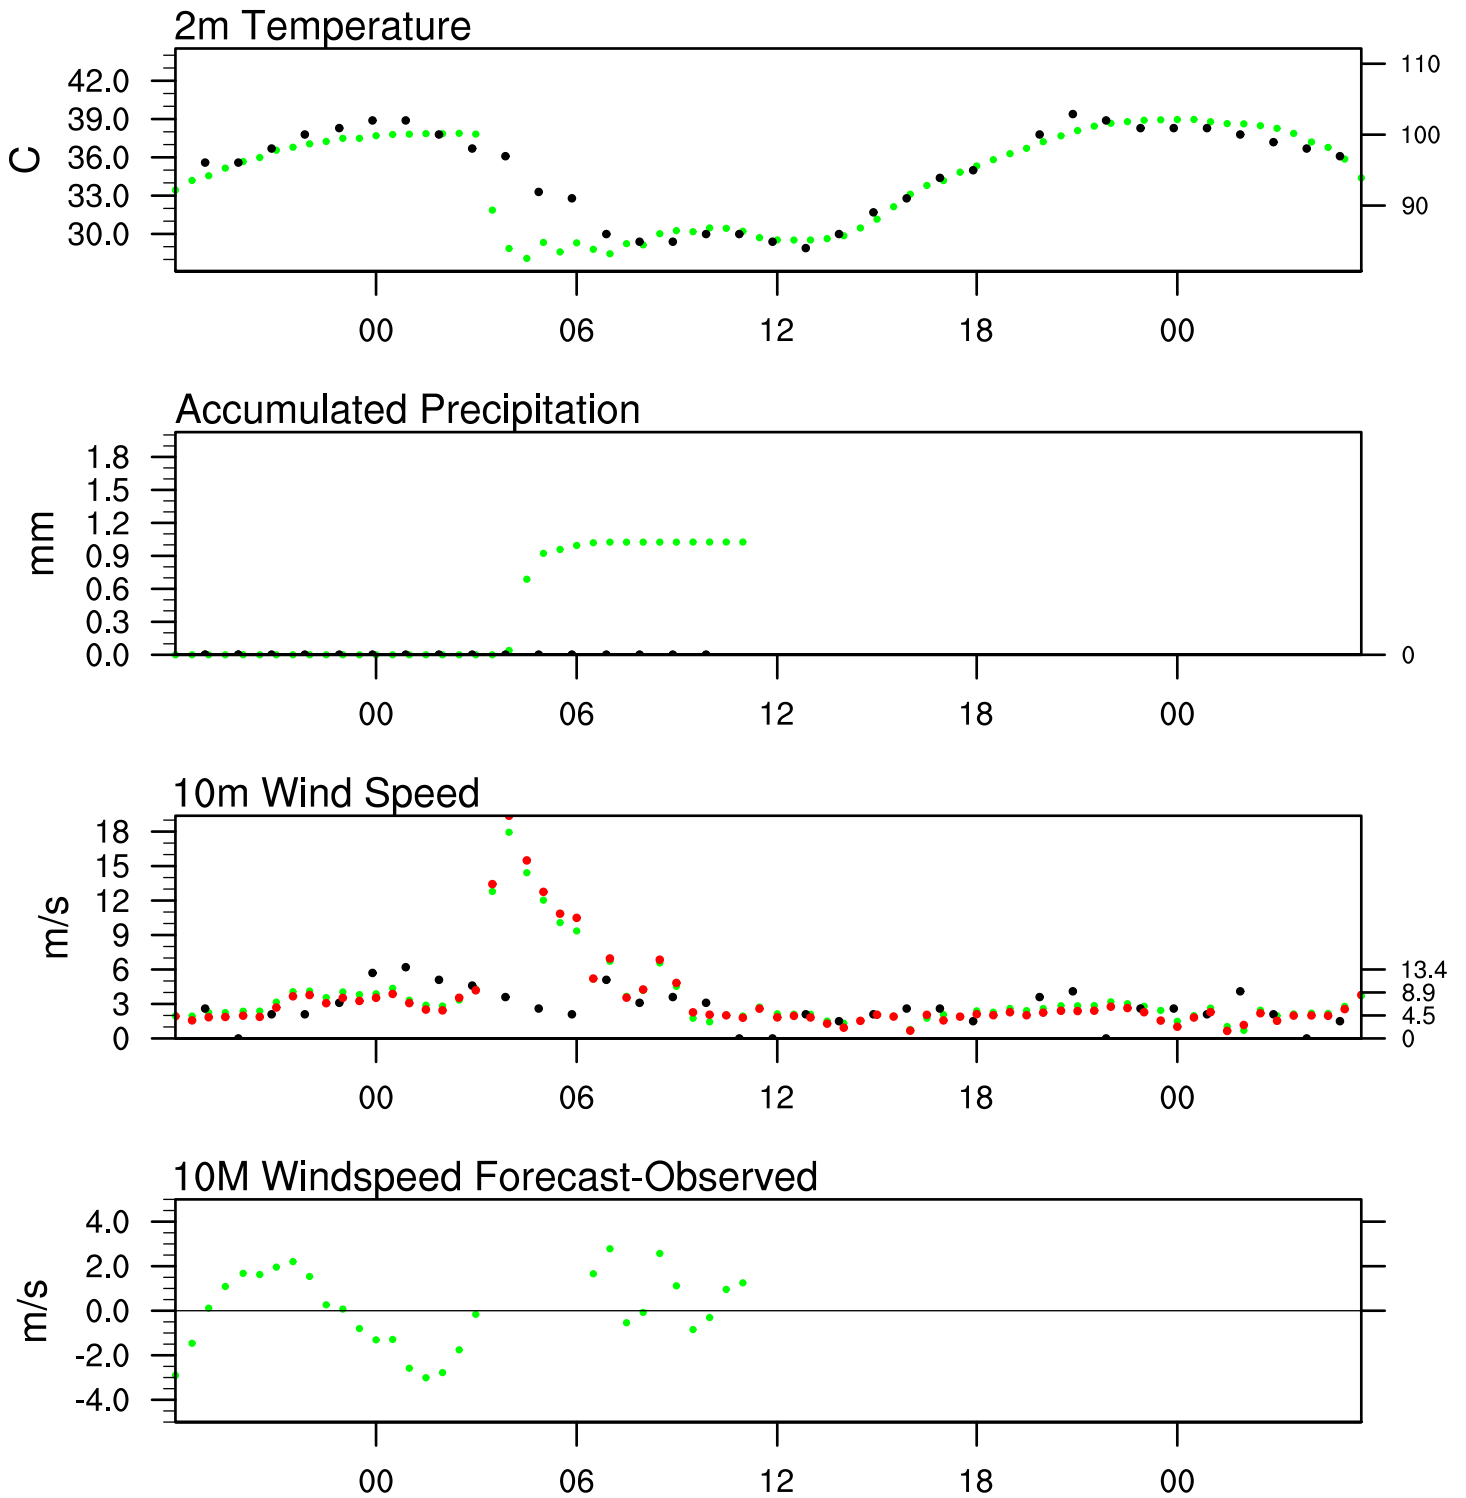 2m Temperature
42.0
39.0
36.0
33.0
30.0
C
110
100
90
00 06 12 18 00
Accumulated Precipitation
1.8
1.5
1.2
0.9
0.6
0.3
0.0
mm
0
00 06 12 18 00
10m Wind Speed
18
15
12
9
6
3
0
m/s
13.4
8.9
4.5
0
00 06 12 18 00
10M Windspeed Forecast-Observed
4.0
2.0
0.0
-2.0
-4.0
m/s
00 06 12 18 00